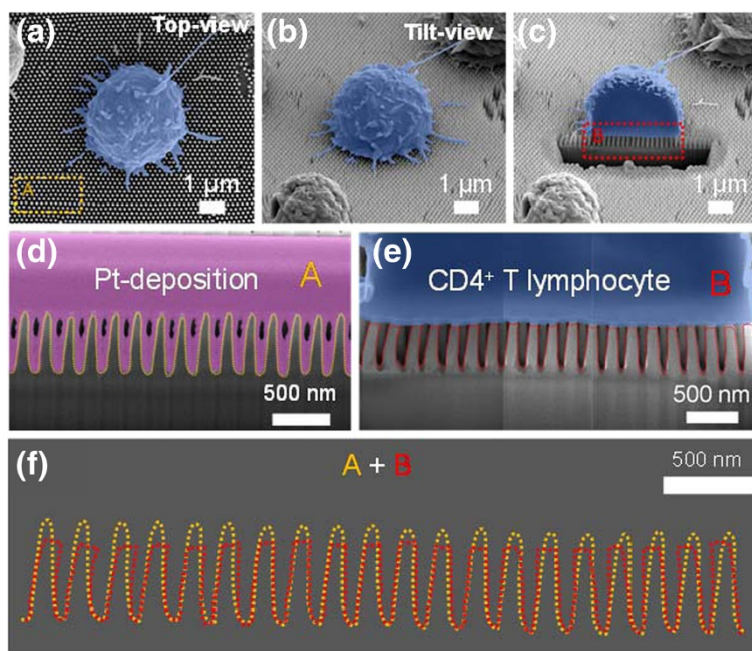 (a) Top-view
A
1 µm
(b) Tilt-view
1 µm
(c)
B
1 µm
(d)
Pt-deposition A
500 nm
(e)
CD4⁺ T lymphocyte B
500 nm
(f) A + B
500 nm